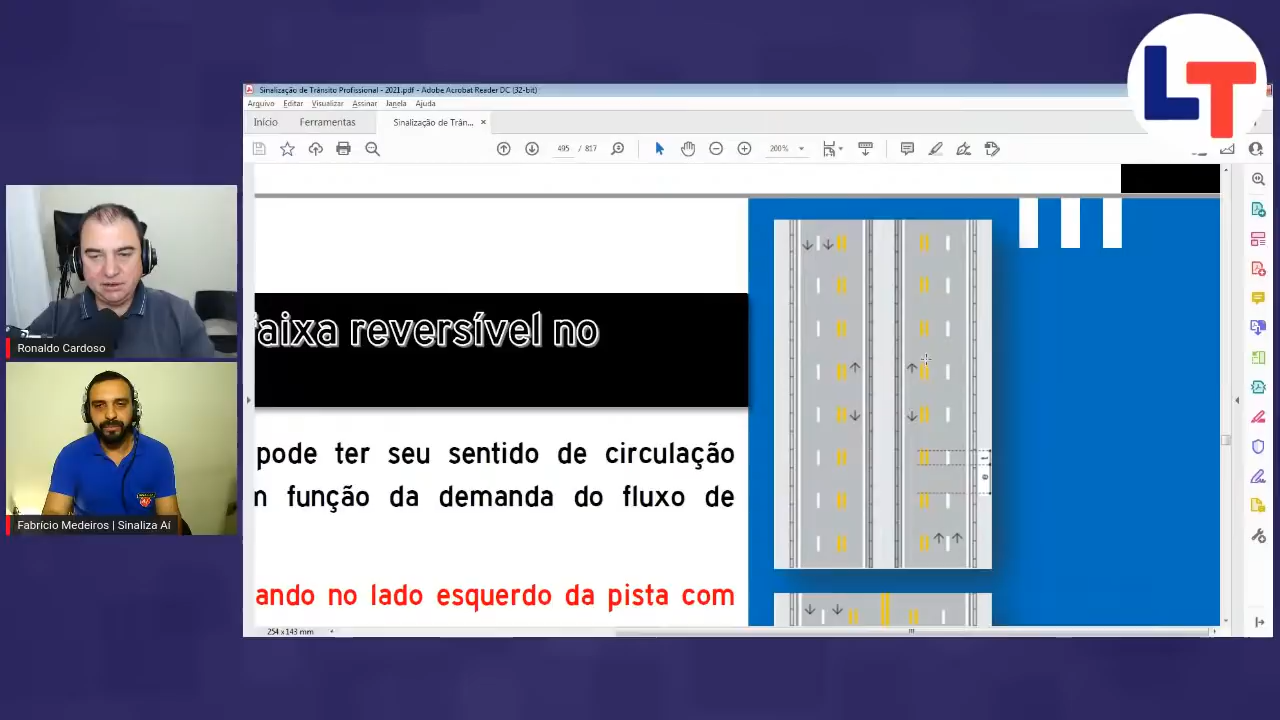 LT
Sinalização de Trânsito Profissional - 2021.pdf - Adobe Acrobat Reader DC (32-bit)
Arquivo Editar Visualizar Assinar Janela Ajuda
Início Ferramentas Sinalização de Trân... ×
495 / 817 200%
faixa reversível no
pode ter seu sentido de circulação
função da demanda do fluxo de
ando no lado esquerdo da pista com
254 x 143 mm
Ronaldo Cardoso
Fabrício Medeiros | Sinaliza Aí